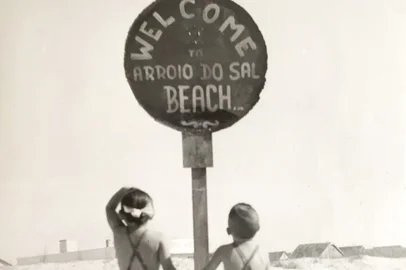 WELCOME
TO
ARROIO DO SAL
BEACH...